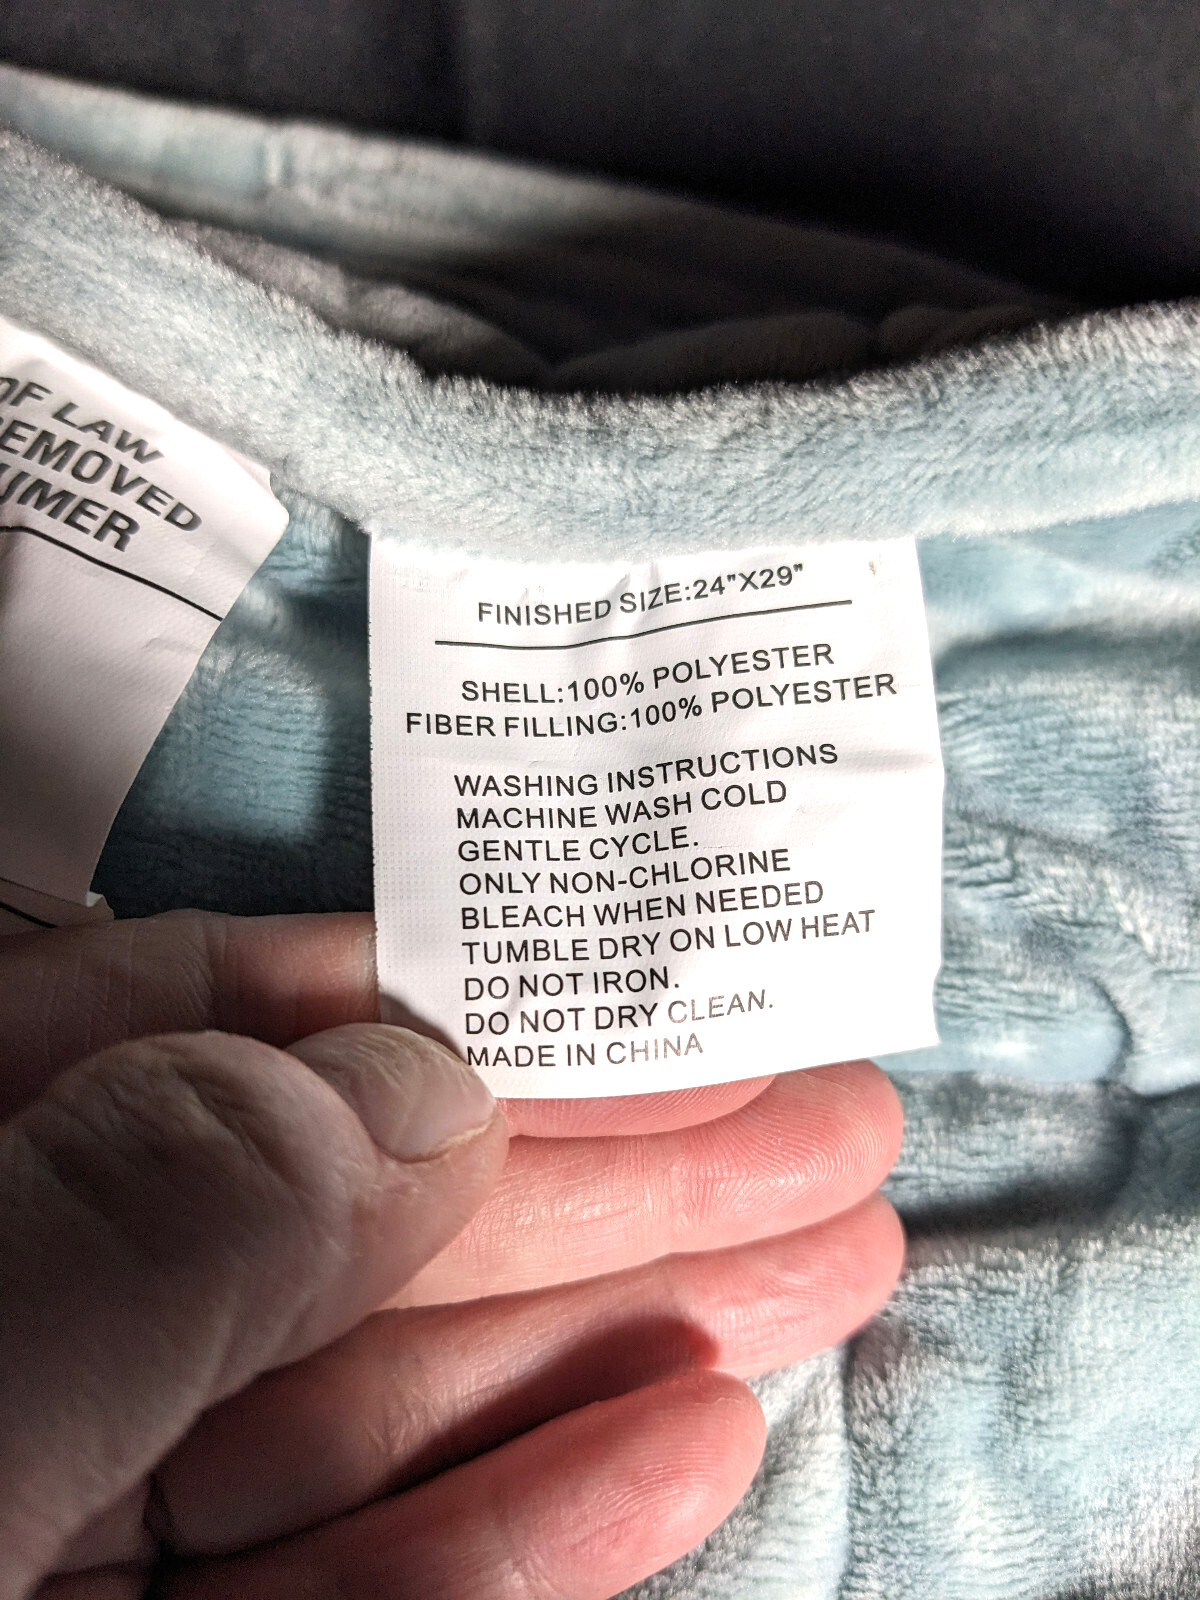 OF LAW
REMOVED
UMER
FINISHED SIZE:24"X29"
SHELL:100% POLYESTER
FIBER FILLING:100% POLYESTER
WASHING INSTRUCTIONS
MACHINE WASH COLD
GENTLE CYCLE.
ONLY NON-CHLORINE
BLEACH WHEN NEEDED
TUMBLE DRY ON LOW HEAT
DO NOT IRON.
DO NOT DRY CLEAN.
MADE IN CHINA